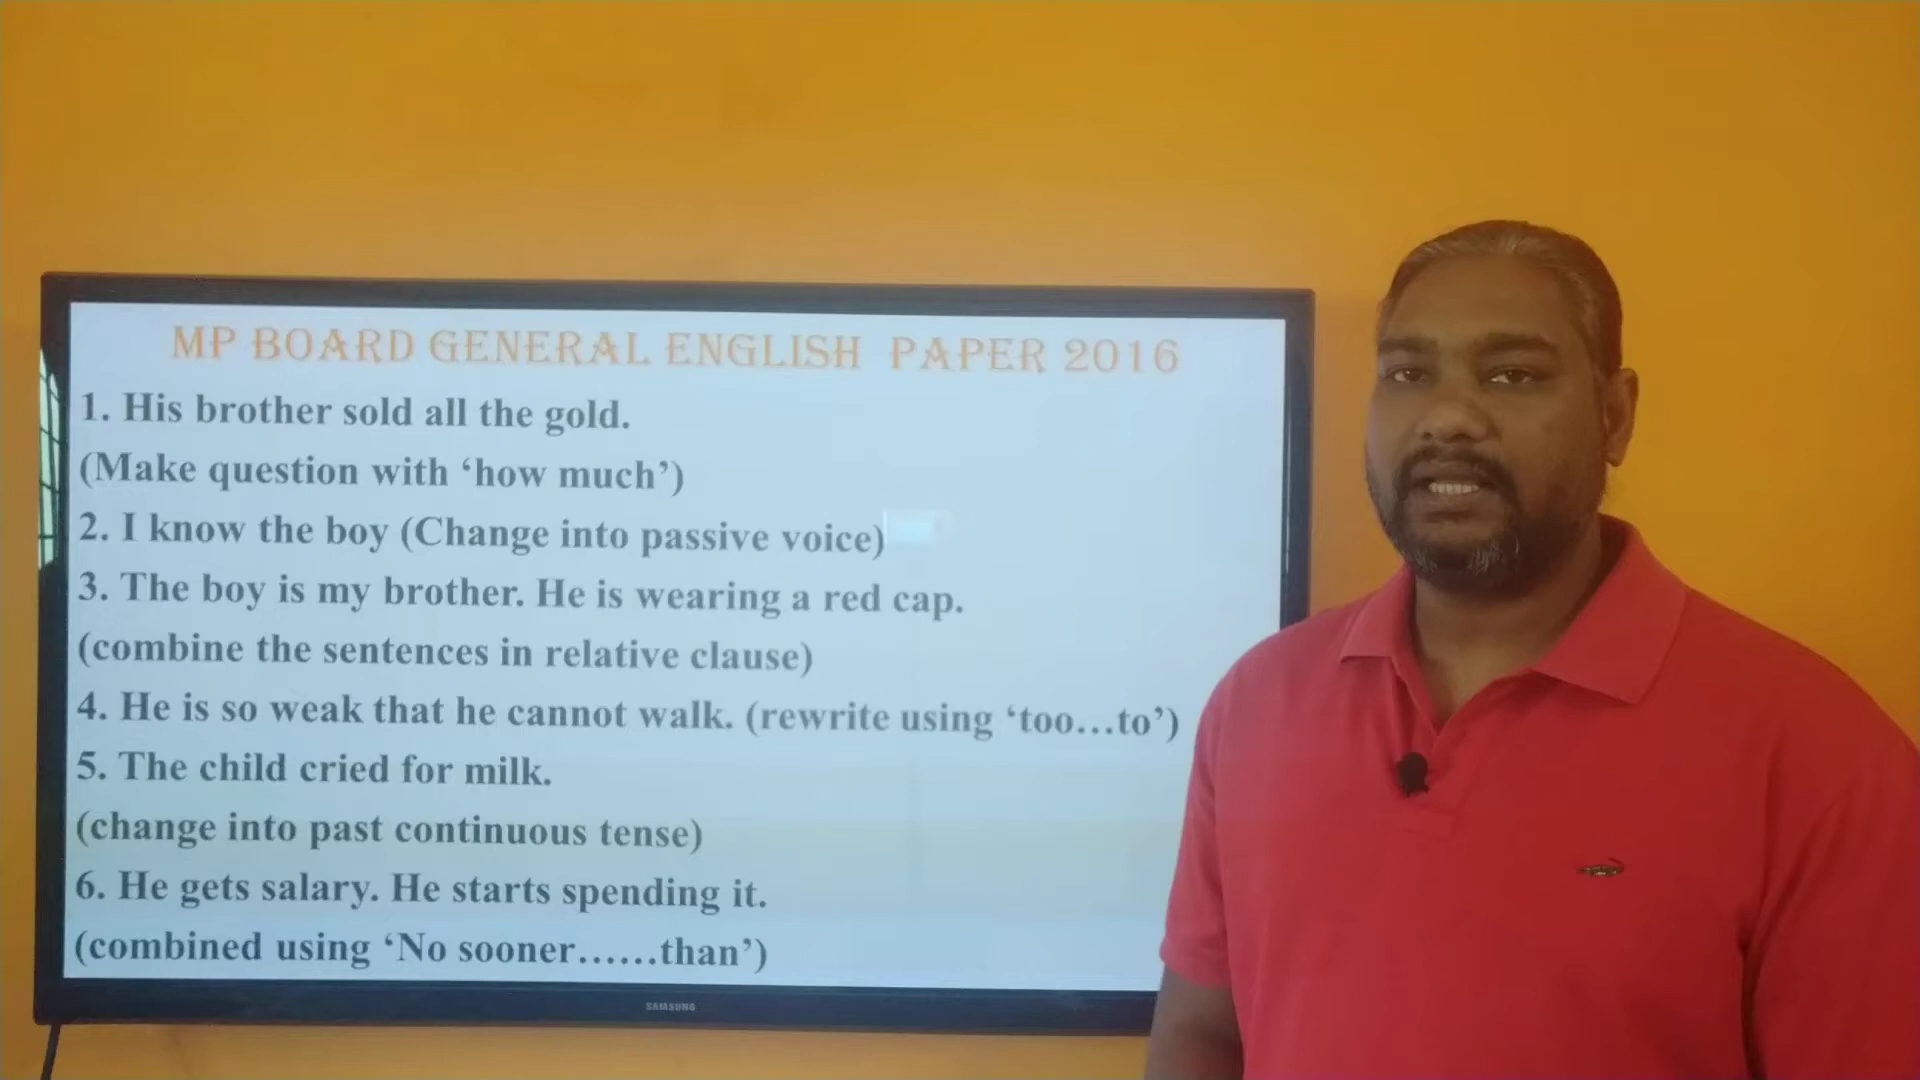 MP BOARD GENERAL ENGLISH PAPER 2016
1. His brother sold all the gold.
(Make question with ‘how much’)
2. I know the boy (Change into passive voice)
3. The boy is my brother. He is wearing a red cap.
(combine the sentences in relative clause)
4. He is so weak that he cannot walk. (rewrite using ‘too...to’)
5. The child cried for milk.
(change into past continuous tense)
6. He gets salary. He starts spending it.
(combined using ‘No sooner......than’)
SAMSUNG